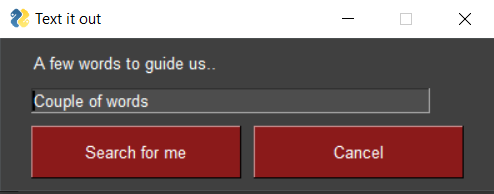 Text it out
A few words to guide us..
Couple of words
Search for me
Cancel